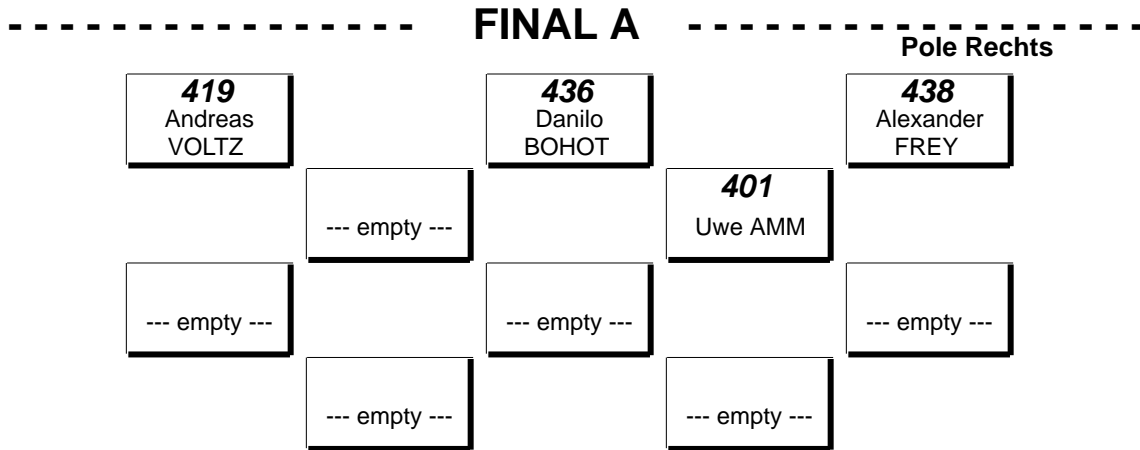 - - - - - - - - - - - - - - - - - FINAL A - - - - - - - - - - - - - - - - - - -
Pole Rechts
419 436 438
Andreas Danilo Alexander
VOLTZ BOHOT FREY
401
--- empty --- Uwe AMM
--- empty --- --- empty --- --- empty ---
--- empty --- --- empty ---